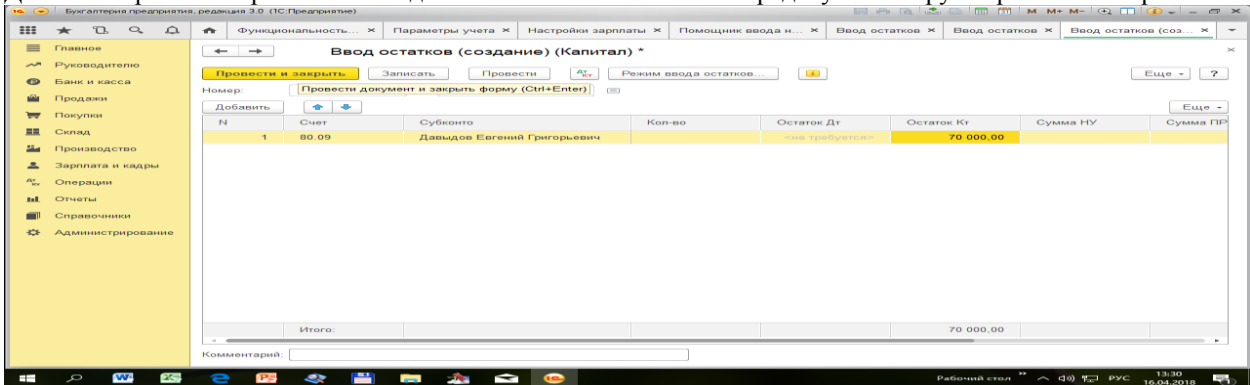 Бухгалтерия предприятия, редакция 3.0 (1С:Предприятие)
M M+ M-
Функциональность... × Параметры учета × Настройки зарплаты × Помощник ввода н... × Ввод остатков × Ввод остатков × Ввод остатков (соз... ×
Главное
Руководителю
Банк и касса
Продажи
Покупки
Склад
Производство
Зарплата и кадры
Операции
Отчеты
Справочники
Администрирование
Ввод остатков (создание) (Капитал) *
Провести и закрыть Записать Провести Режим ввода остатков... Еще ?
Номер: Провести документ и закрыть форму (Ctrl+Enter)
Добавить Еще
N Счет Субконто Кол-во Остаток Дт Остаток Кт Сумма НУ Сумма ПР
1 80.09 Давыдов Евгений Григорьевич <не требуется> 70 000,00
Итого: 70 000,00
Комментарий:
Рабочий стол РУС 13:30
16.04.2018